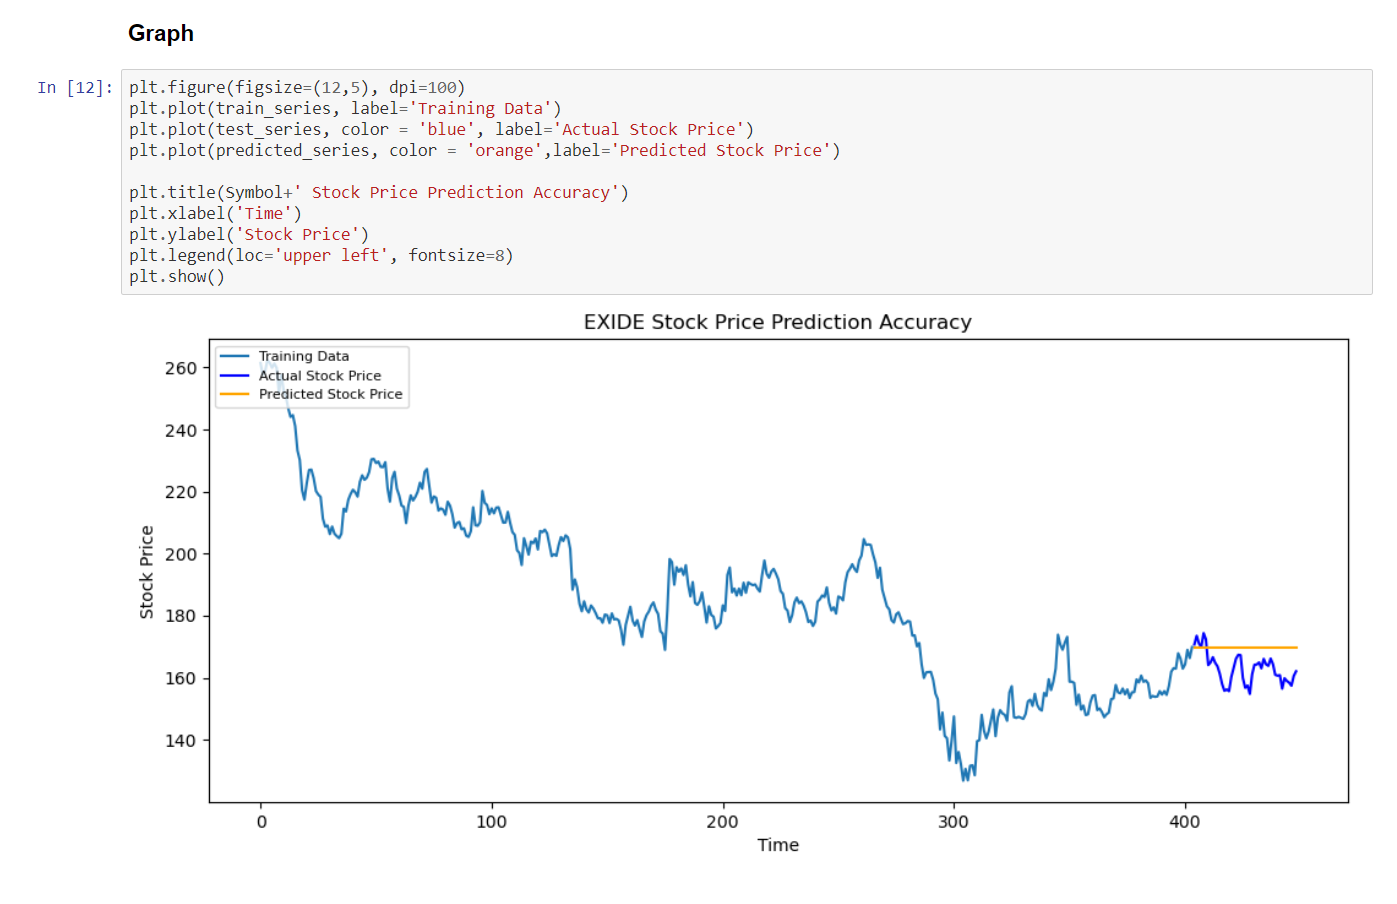 Graph
In [12]:
plt.figure(figsize=(12,5), dpi=100)
plt.plot(train_series, label='Training Data')
plt.plot(test_series, color = 'blue', label='Actual Stock Price')
plt.plot(predicted_series, color = 'orange',label='Predicted Stock Price')
plt.title(Symbol+' Stock Price Prediction Accuracy')
plt.xlabel('Time')
plt.ylabel('Stock Price')
plt.legend(loc='upper left', fontsize=8)
plt.show()
EXIDE Stock Price Prediction Accuracy
Training Data
Actual Stock Price
Predicted Stock Price
Stock Price
260
240
220
200
180
160
140
0 100 200 300 400
Time